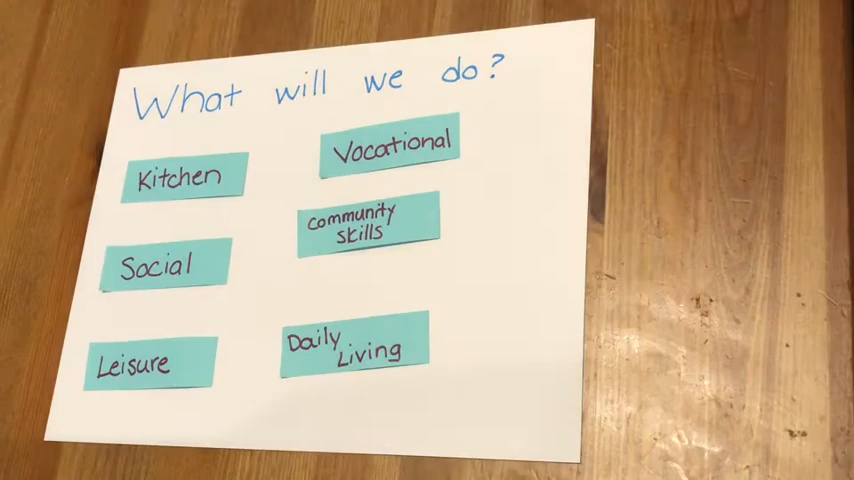 What will we do?
Kitchen
Vocational
Social
community
skills
Leisure
Daily
Living